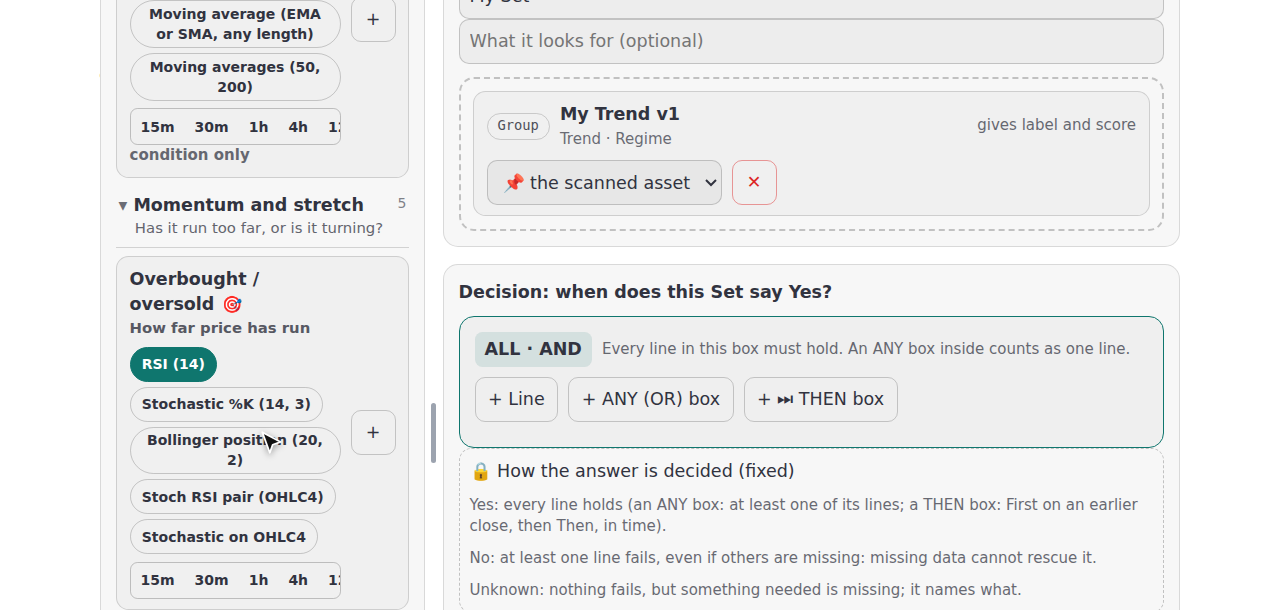 Moving average (EMA
or SMA, any length)
+
Moving averages (50,
200)
15m 30m 1h 4h
condition only
▼ Momentum and stretch 5
Has it run too far, or is it turning?
Overbought /
oversold 🎯
How far price has run
RSI (14)
Stochastic %K (14, 3)
Bollinger position (20,
2)
+
Stoch RSI pair (OHLC4)
Stochastic on OHLC4
15m 30m 1h 4h
What it looks for (optional)
Group
My Trend v1
Trend · Regime
gives label and score
📌 the scanned asset
✕
Decision: when does this Set say Yes?
ALL · AND Every line in this box must hold. An ANY box inside counts as one line.
+ Line + ANY (OR) box + ⏭ THEN box
🔒 How the answer is decided (fixed)
Yes: every line holds (an ANY box: at least one of its lines; a THEN box: First on an earlier
close, then Then, in time).
No: at least one line fails, even if others are missing: missing data cannot rescue it.
Unknown: nothing fails, but something needed is missing; it names what.